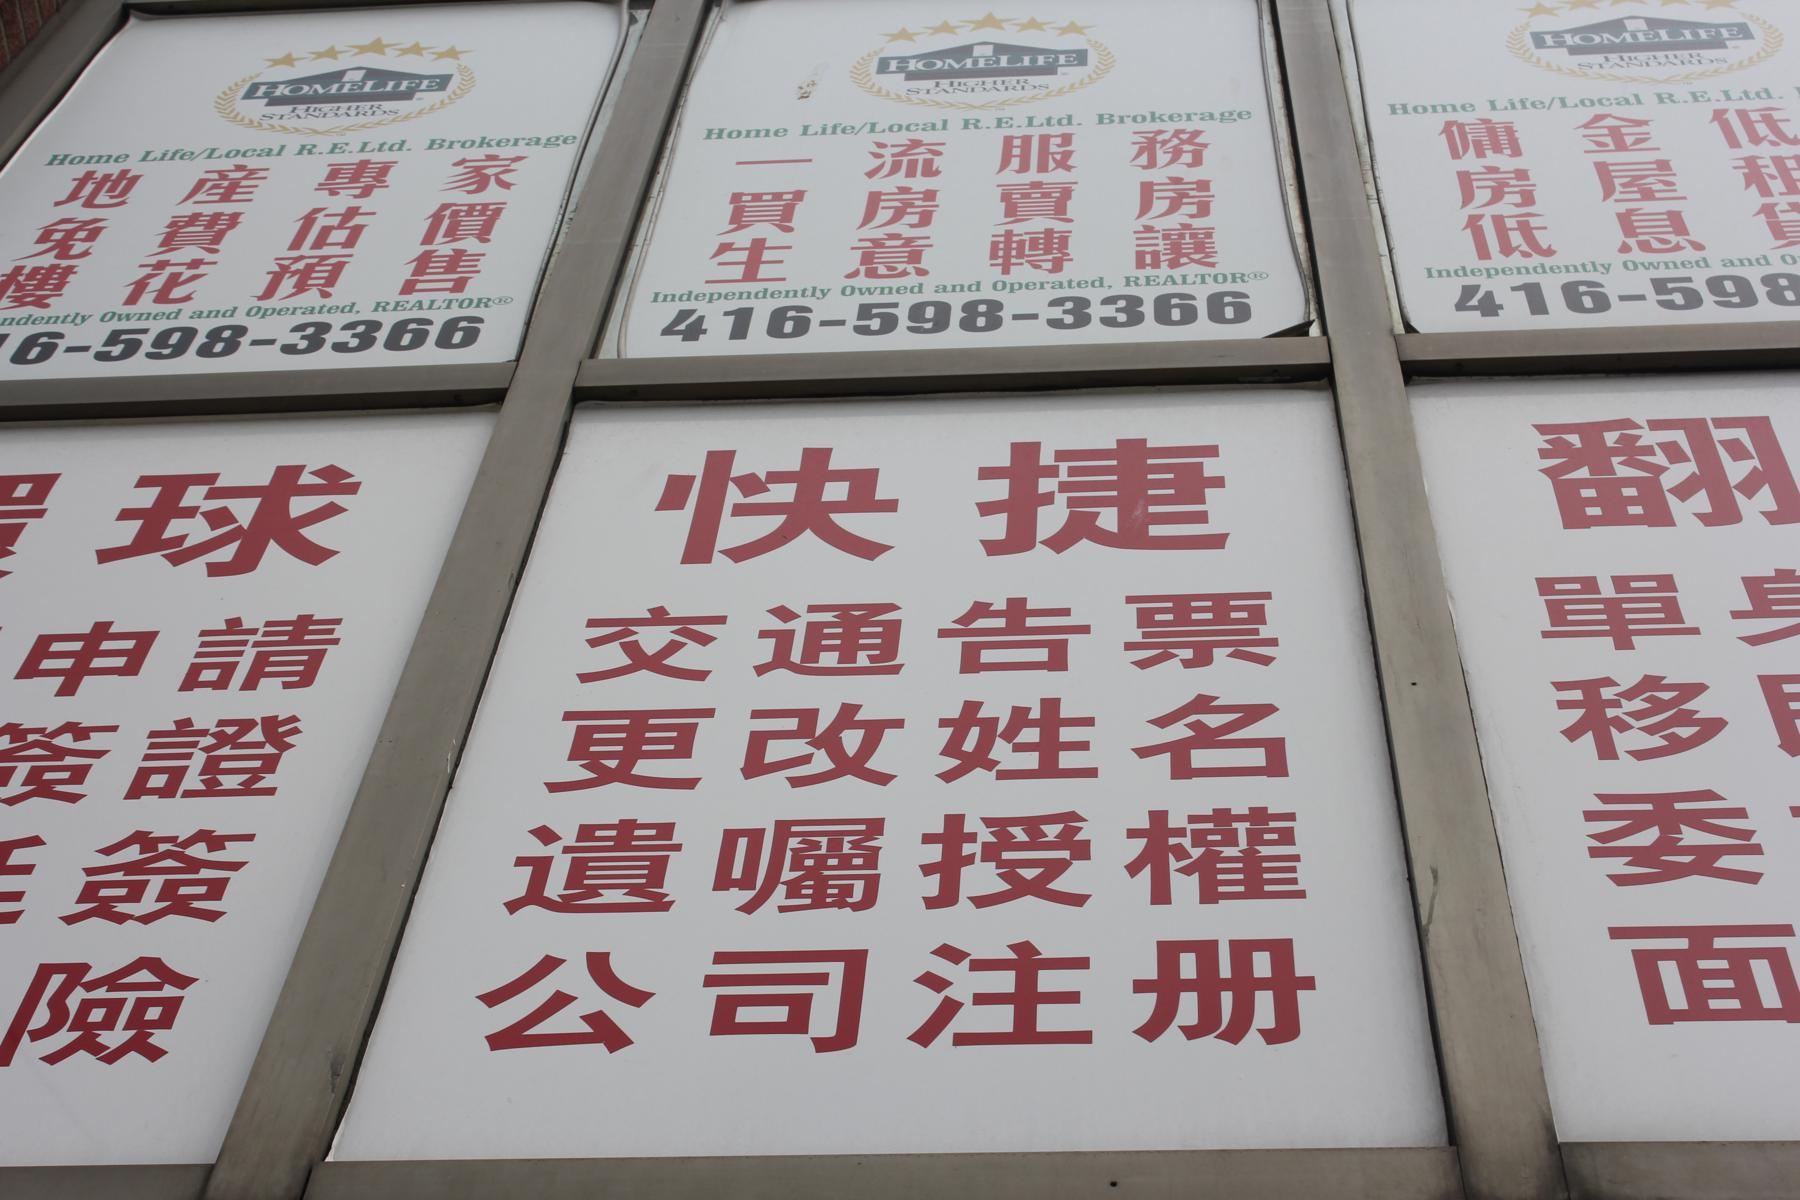 HOMELIFE
HIGHER
STANDARDS
Home Life/Local R.E.Ltd. Brokerage
地產專家
免費估價
樓花預售
Independently Owned and Operated, REALTOR®
416-598-3366
HOMELIFE
HIGHER
STANDARDS
Home Life/Local R.E.Ltd. Brokerage
一流服務
買房賣房
生意轉讓
Independently Owned and Operated, REALTOR®
416-598-3366
HOMELIFE
HIGHER
STANDARDS
Home Life/Local R.E.Ltd.
傭金低
房屋租
低息貸
Independently Owned and
416-598
環球
申請
簽證
簽
險
快捷
交通告票
更改姓名
遺囑授權
公司注册
翻
單身
移民
委
面